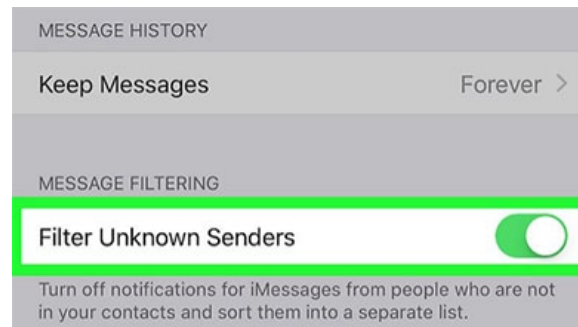 MESSAGE HISTORY
Keep Messages Forever
MESSAGE FILTERING
Filter Unknown Senders
Turn off notifications for iMessages from people who are not
in your contacts and sort them into a separate list.